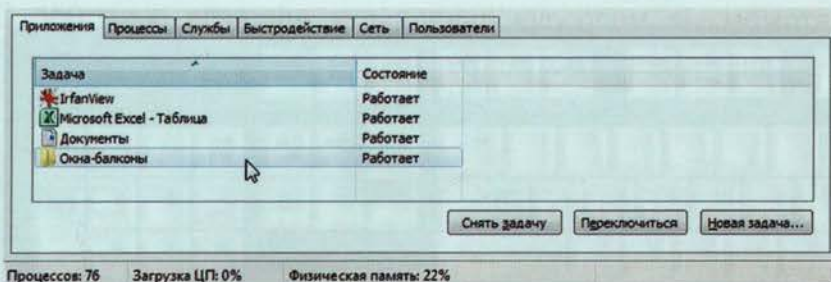 Приложения Процессы Службы Быстродействие Сеть Пользователи
Задача Состояние
IrfanView Работает
Microsoft Excel - Таблица Работает
Документы Работает
Окна-балконы Работает
Снять задачу Переключиться Новая задача...
Процессов: 76 Загрузка ЦП: 0% Физическая память: 22%